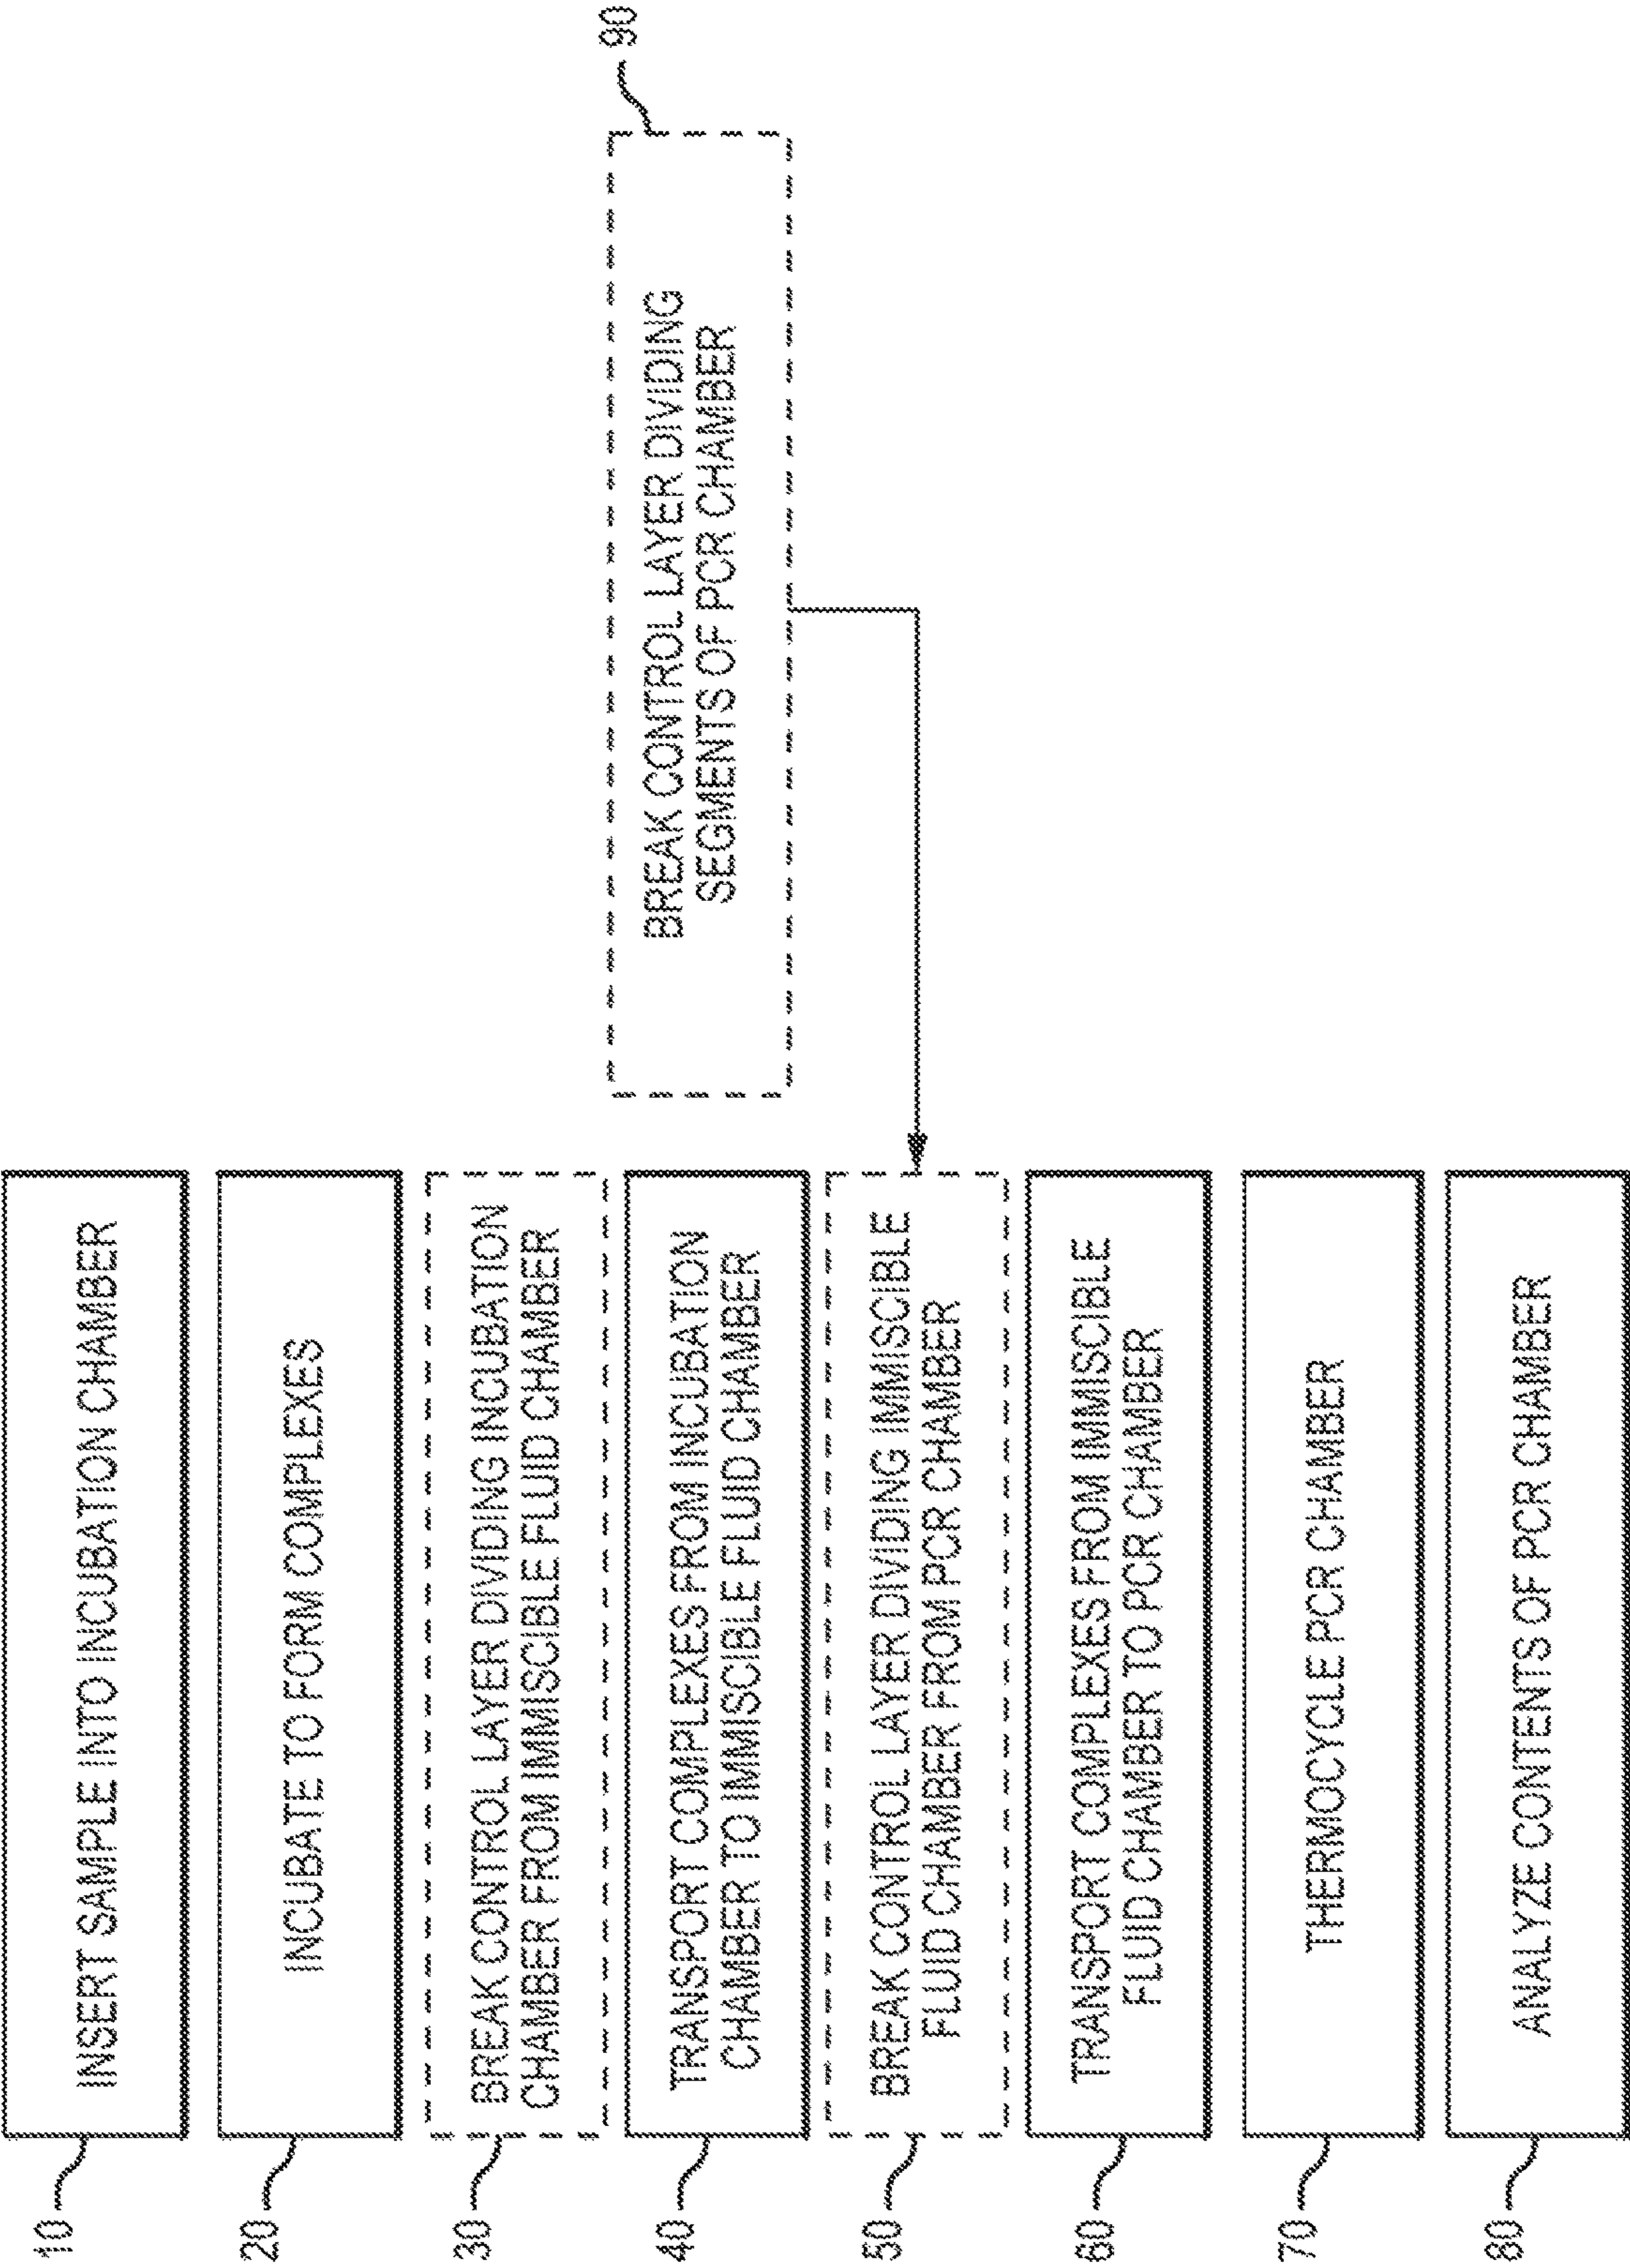 10
INSERT SAMPLE INTO INCUBATION CHAMBER
20
INCUBATE TO FORM COMPLEXES
30
BREAK CONTROL LAYER DIVIDING INCUBATION
CHAMBER FROM IMMISCIBLE FLUID CHAMBER
40
TRANSPORT COMPLEXES FROM INCUBATION
CHAMBER TO IMMISCIBLE FLUID CHAMBER
50
BREAK CONTROL LAYER DIVIDING IMMISCIBLE
FLUID CHAMBER FROM PCR CHAMBER
60
TRANSPORT COMPLEXES FROM IMMISCIBLE
FLUID CHAMBER TO PCR CHAMBER
70
THERMOCYCLE PCR CHAMBER
80
ANALYZE CONTENTS OF PCR CHAMBER
BREAK CONTROL LAYER DIVIDING
SEGMENTS OF PCR CHAMBER
90